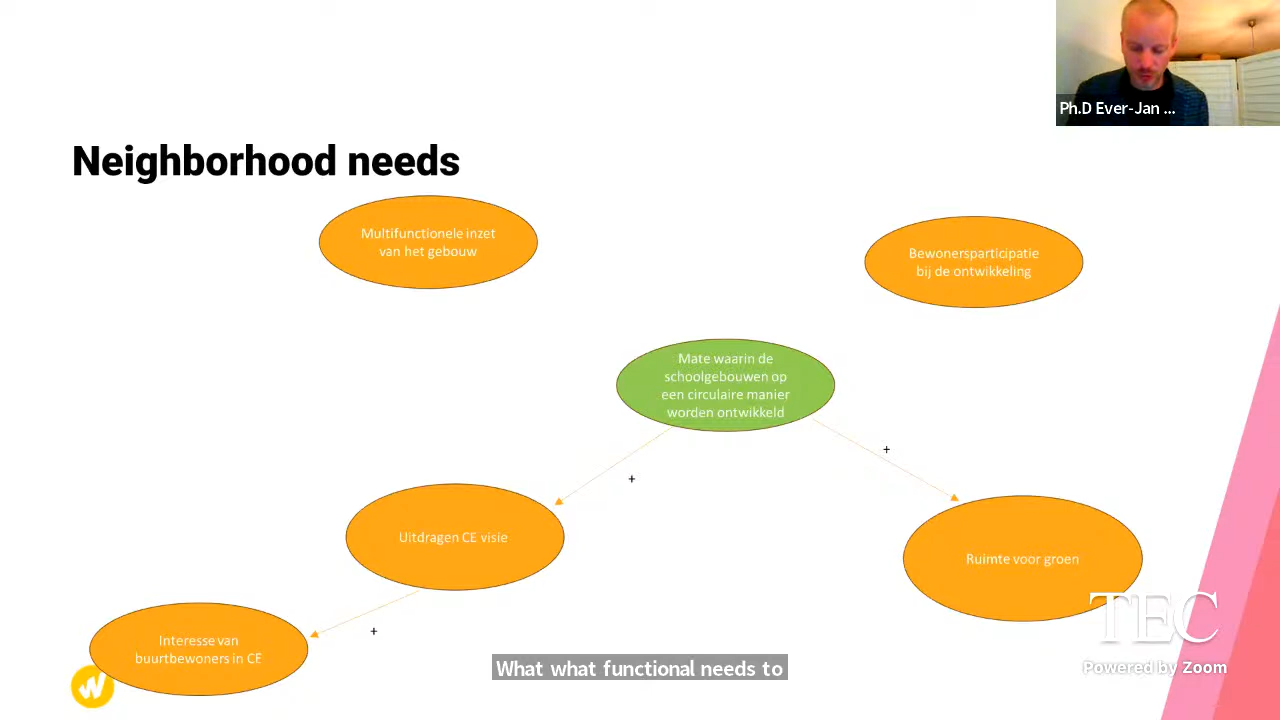 Ph.D Ever-Jan ...
Neighborhood needs
Multifunctionele inzet
van het gebouw
Bewonersparticipatie
bij de ontwikkeling
Mate waarin de
schoolgebouwen op
een circulaire manier
worden ontwikkeld
+
+
Uitdragen CE visie
Ruimte voor groen
+
Interesse van
buurtbewoners in CE
TEC
Powered by Zoom
What what functional needs to